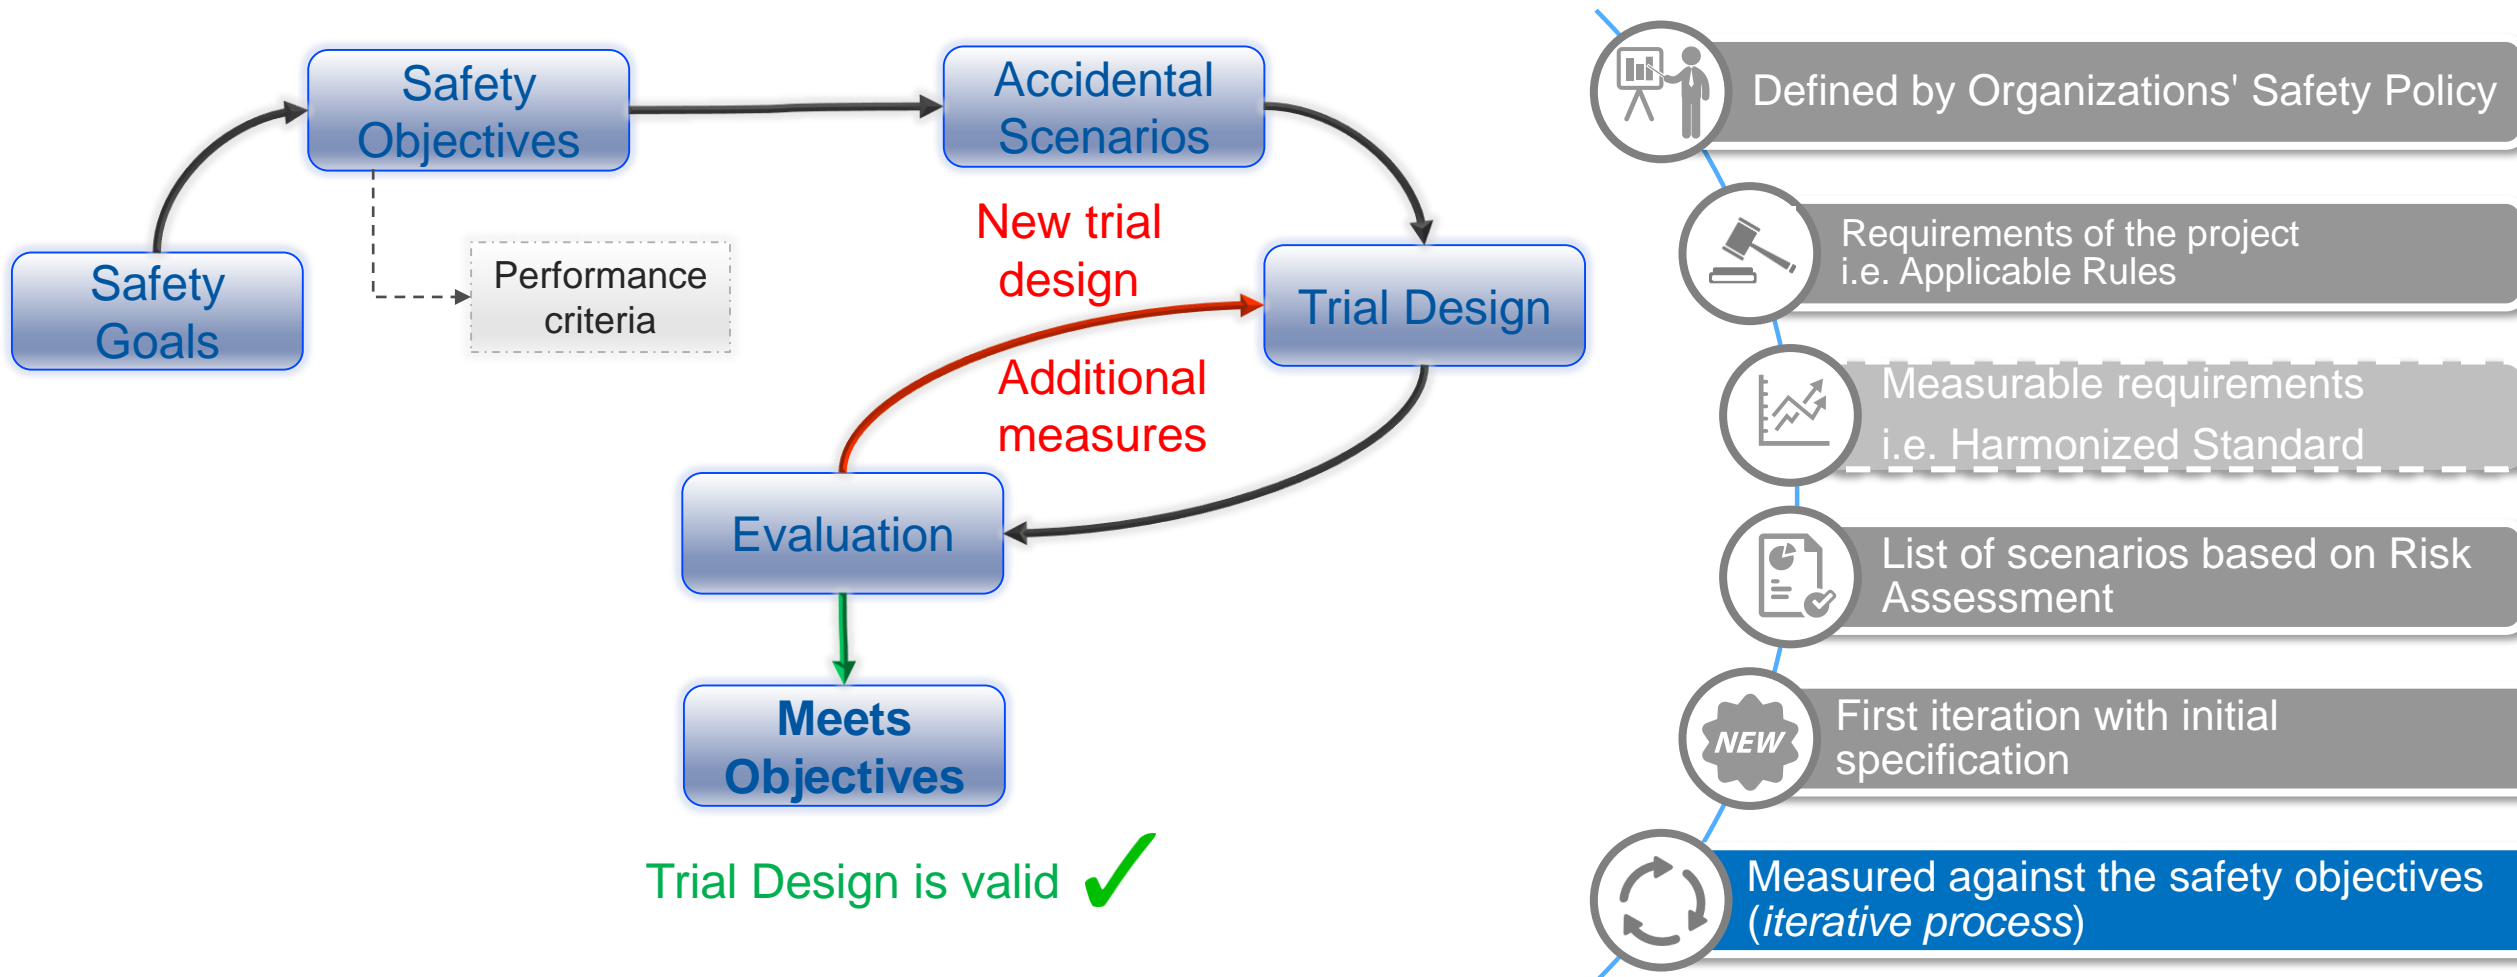 Safety
Objectives
Accidental
Scenarios
Safety
Goals
Performance
criteria
New trial
design
Trial Design
Additional
measures
Evaluation
Meets
Objectives
Trial Design is valid
Defined by Organizations' Safety Policy
Requirements of the project
i.e. Applicable Rules
Measurable requirements
i.e. Harmonized Standard
List of scenarios based on Risk
Assessment
NEW
First iteration with initial
specification
Measured against the safety objectives
(iterative process)